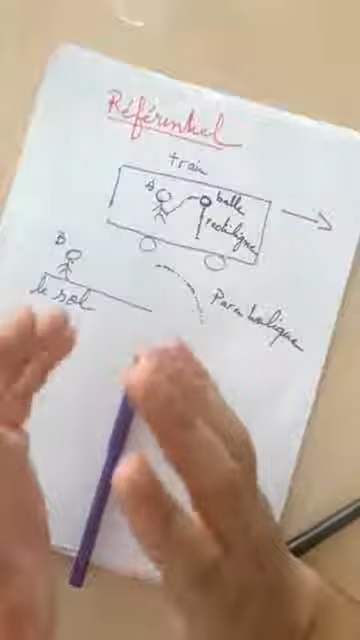 Référentiel
train
A
balle
rectiligne
B
le sol
Parabolique